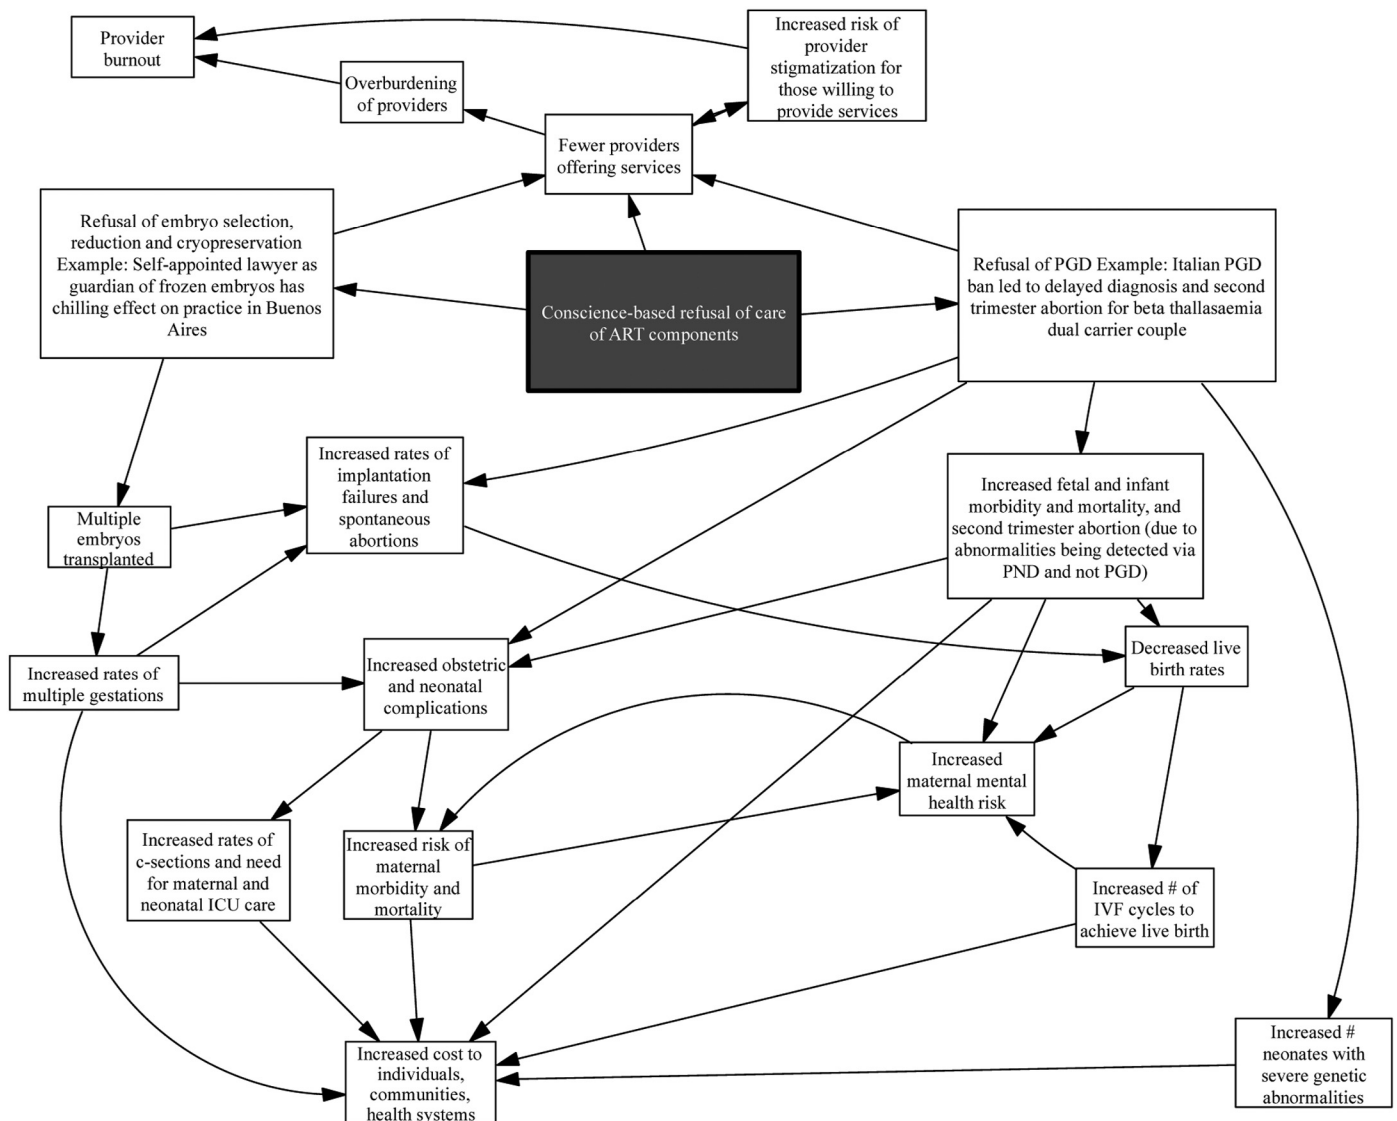 Provider
burnout
Increased risk of
provider
stigmatization for
those willing to
provide services
Overburdening
of providers
Fewer providers
offering services
Refusal of embryo selection,
reduction and cryopreservation
Example: Self-appointed lawyer as
guardian of frozen embryos has
chilling effect on practice in Buenos
Aires
Conscience-based refusal of care
of ART components
Refusal of PGD Example: Italian PGD
ban led to delayed diagnosis and second
trimester abortion for beta thallasaemia
dual carrier couple
Increased rates of
implantation
failures and
spontaneous
abortions
Increased fetal and infant
morbidity and mortality, and
second trimester abortion (due to
abnormalities being detected via
PND and not PGD)
Multiple
embryos
transplanted
Increased rates of
multiple gestations
Increased obstetric
and neonatal
complications
Decreased live
birth rates
Increased
maternal mental
health risk
Increased rates of
c-sections and need
for maternal and
neonatal ICU care
Increased risk of
maternal
morbidity and
mortality
Increased # of
IVF cycles to
achieve live birth
Increased cost to
individuals,
communities,
health systems
Increased #
neonates with
severe genetic
abnormalities